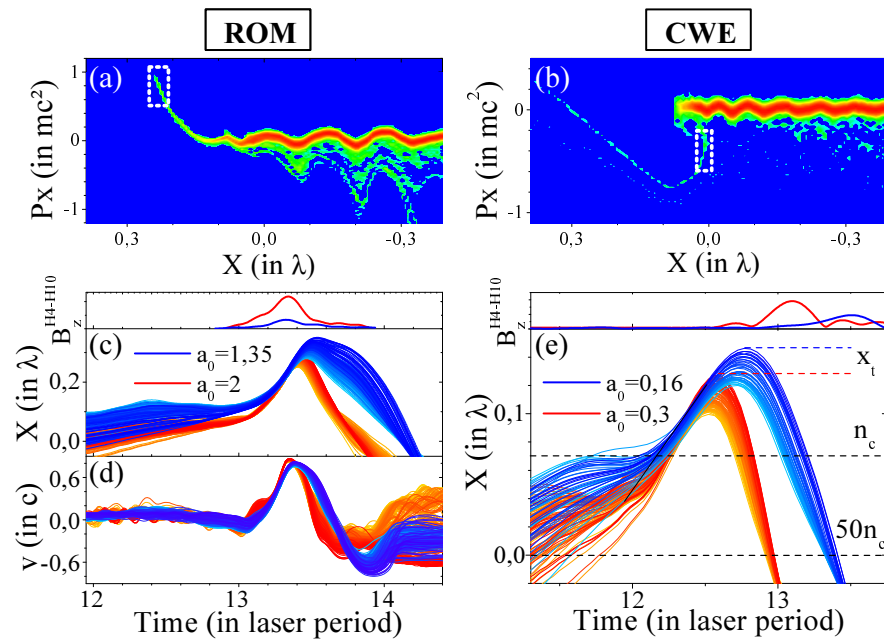 ROM
CWE
(a)
Px (in mc²)
1
0
-1
0,3
0,0
-0,3
X (in λ)
(b)
Px (in mc²)
0
-1
0,3
0,0
-0,3
X (in λ)
B_z^H4-H10
(c)
a₀=1,35
a₀=2
X (in λ)
0,2
0,0
(d)
v (in c)
0,6
0,0
-0,6
12
13
14
Time (in laser period)
B_z^H4-H10
(e)
a₀=0,16
a₀=0,3
x_t
n_c
50n_c
X (in λ)
0,1
0,0
12
13
Time (in laser period)